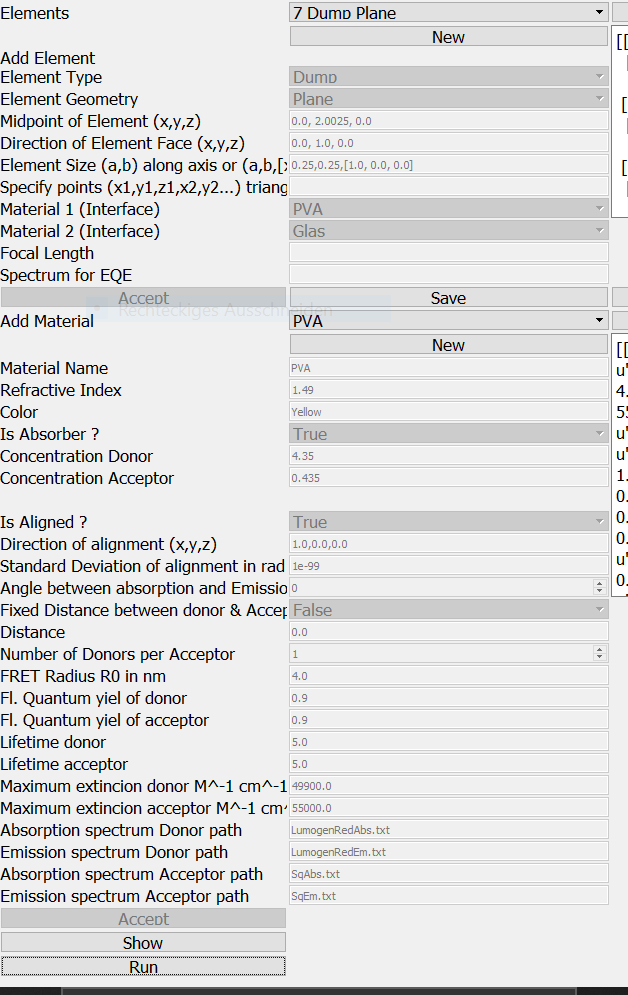 Elements 7 Dump Plane
New [[
Add Element
Element Type Dump
Element Geometry Plane
Midpoint of Element (x,y,z) 0.0, 2.0025, 0.0 [
Direction of Element Face (x,y,z) 0.0, 1.0, 0.0
Element Size (a,b) along axis or (a,b,[x 0.25,0.25,[1.0, 0.0, 0.0] [
Specify points (x1,y1,z1,x2,y2...) triang
Material 1 (Interface) PVA
Material 2 (Interface) Glas
Focal Length
Spectrum for EQE
Accept Save
Rechteckiges Ausschneiden
Add Material PVA
New [[
Material Name PVA u'
Refractive Index 1.49 4.
Color Yellow 55
Is Absorber ? True u'
Concentration Donor 4.35 u'
Concentration Acceptor 0.435 1.
0.
Is Aligned ? True 0.
Direction of alignment (x,y,z) 1.0,0.0,0.0 0.
Standard Deviation of alignment in rad 1e-99 u'
Angle between absorption and Emissio 0 0.
Fixed Distance between donor & Accep False
Distance 0.0
Number of Donors per Acceptor 1
FRET Radius R0 in nm 4.0
Fl. Quantum yiel of donor 0.9
Fl. Quantum yiel of acceptor 0.9
Lifetime donor 5.0
Lifetime acceptor 5.0
Maximum extincion donor M^-1 cm^-1 49900.0
Maximum extincion acceptor M^-1 cm^ 55000.0
Absorption spectrum Donor path LumogenRedAbs.txt
Emission spectrum Donor path LumogenRedEm.txt
Absorption spectrum Acceptor path SqAbs.txt
Emission spectrum Acceptor path SqEm.txt
Accept
Show
Run